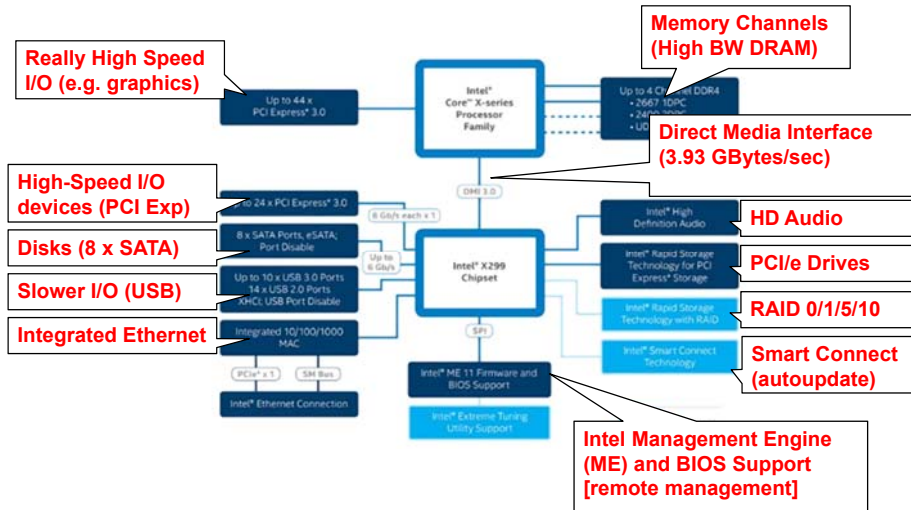 Really High Speed
I/O (e.g. graphics)
Memory Channels
(High BW DRAM)
Up to 44 x
PCI Express® 3.0
Intel®
Core™ X-series
Processor
Family
Up to 4 Channel DDR4
• 2667 1DPC
• 2400 2DPC
• UD
Direct Media Interface
(3.93 GBytes/sec)
DMI 3.0
High-Speed I/O
devices (PCI Exp)
to 24 x PCI Express® 3.0
6 Gb/s each x 1
Intel® High
Definition Audio
HD Audio
Disks (8 x SATA)
8 x SATA Ports, eSATA;
Port Disable
Up to
6 Gb/s
Intel® X299
Chipset
Intel® Rapid Storage
Technology for PCI
Express® Storage
PCI/e Drives
Slower I/O (USB)
Up to 10 x USB 3.0 Ports
14 x USB 2.0 Ports
XHCI; USB Port Disable
Intel® Rapid Storage
Technology with RAID
RAID 0/1/5/10
Integrated Ethernet
Integrated 10/100/1000
MAC
SPI
Intel® Smart Connect
Technology
Smart Connect
(autoupdate)
PCIe® x 1
SM Bus
Intel® Ethernet Connection
Intel® ME 11 Firmware and
BIOS Support
Intel® Extreme Tuning
Utility Support
Intel Management Engine
(ME) and BIOS Support
[remote management]